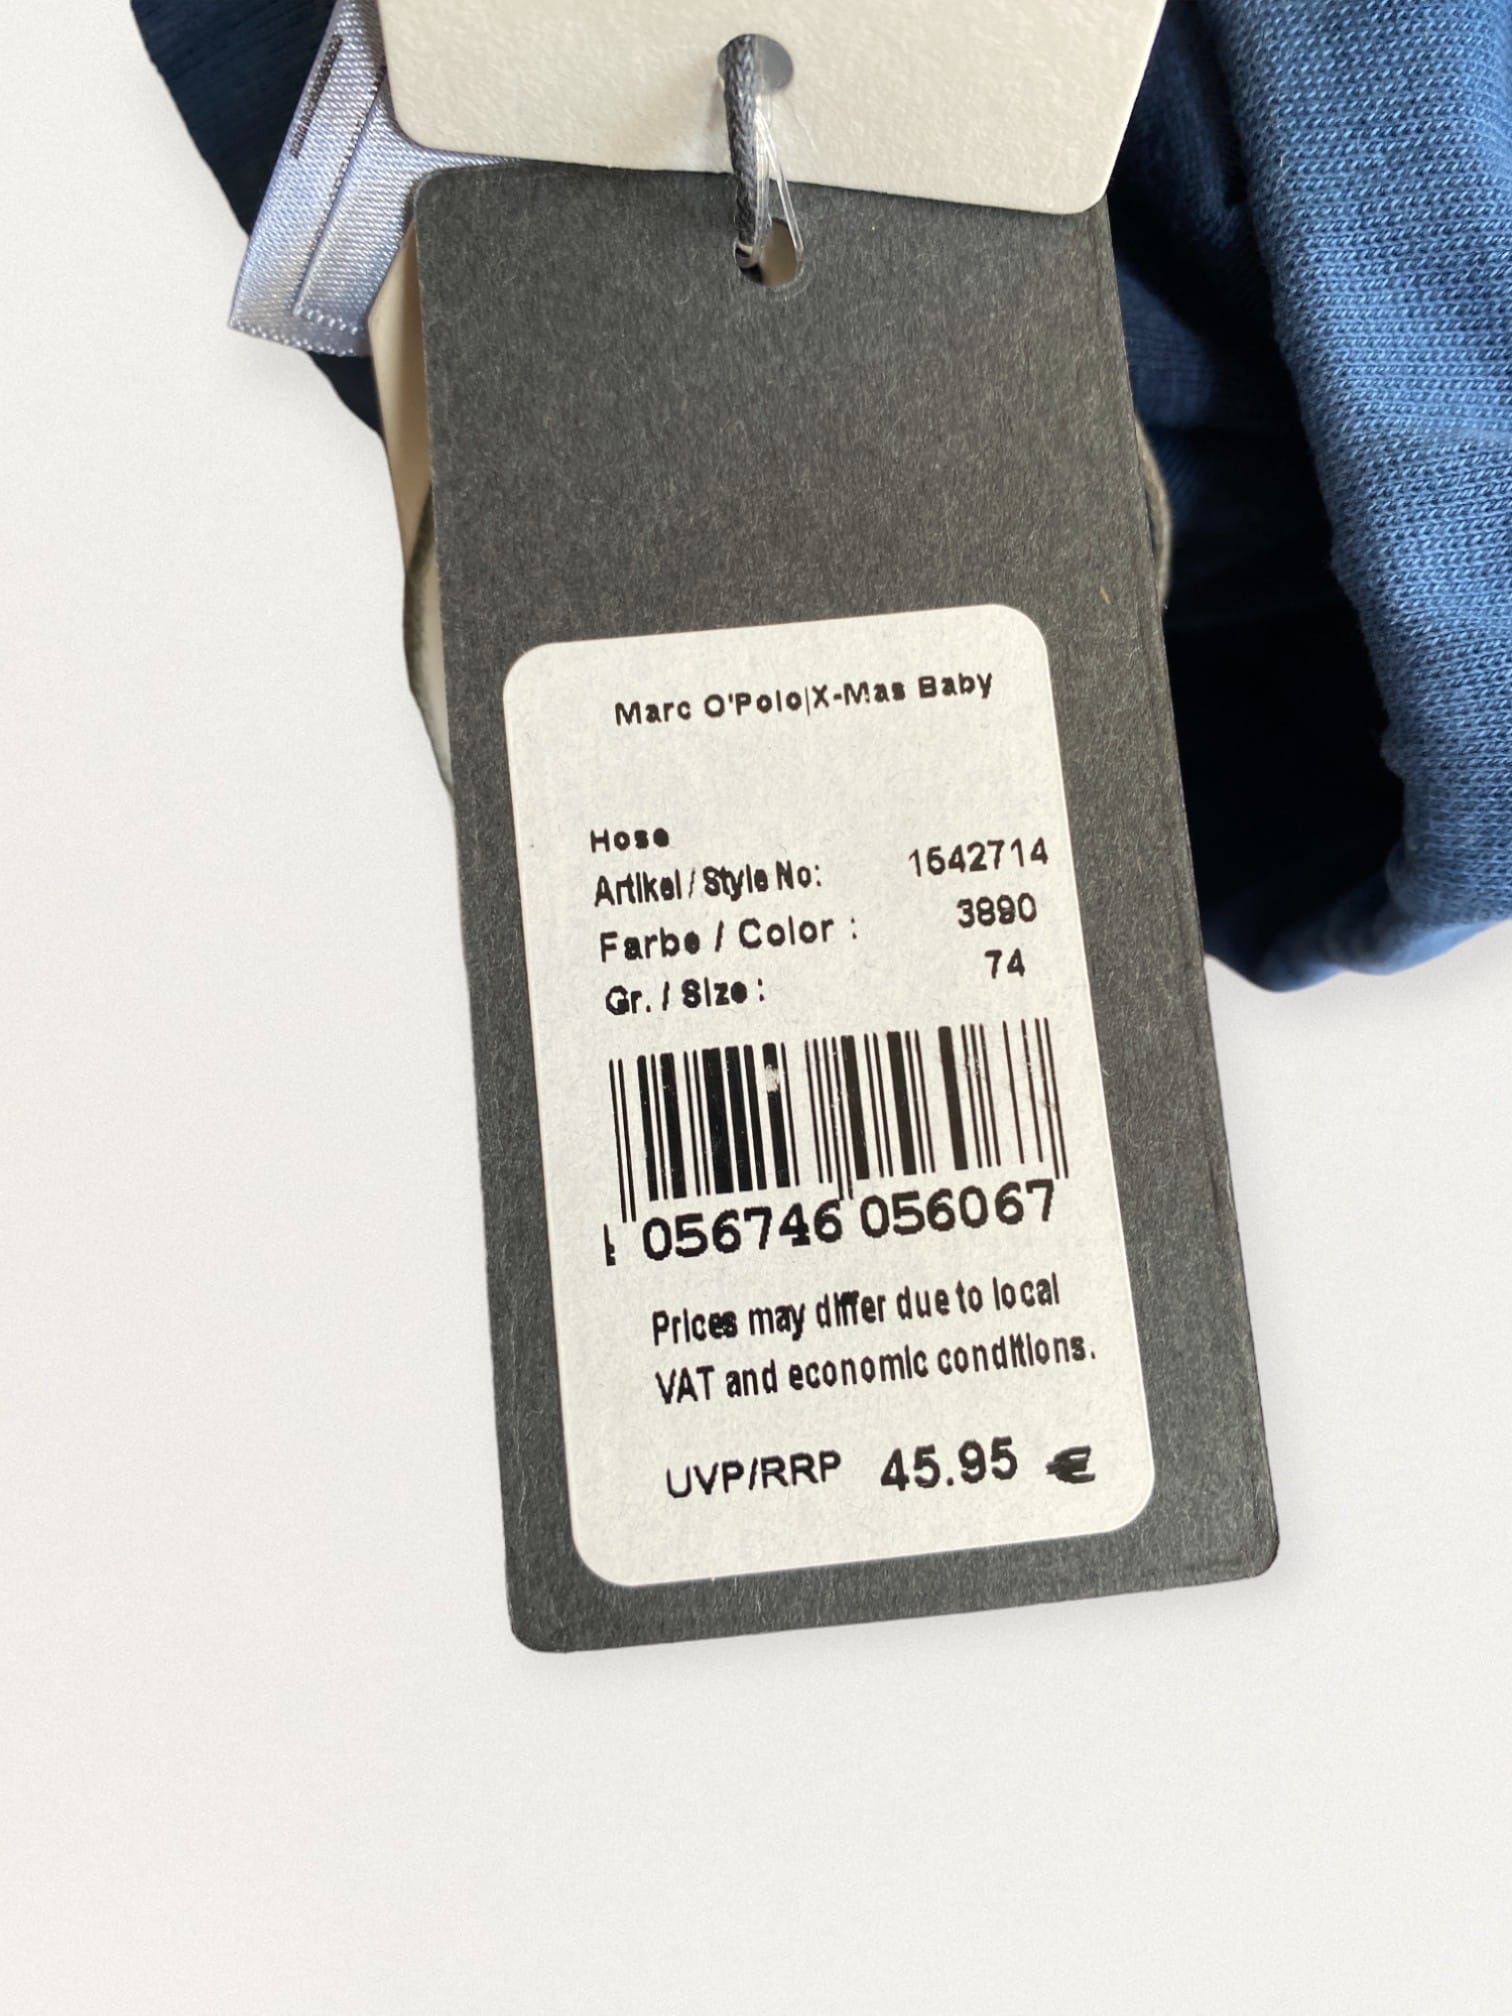 Marc O'Polo|X-Mas Baby
Hose
Artikel / Style No: 1542714
Farbe / Color : 3890
Gr. / Size : 74
056746 056067
Prices may differ due to local
VAT and economic conditions.
UVP/RRP 45.95 €